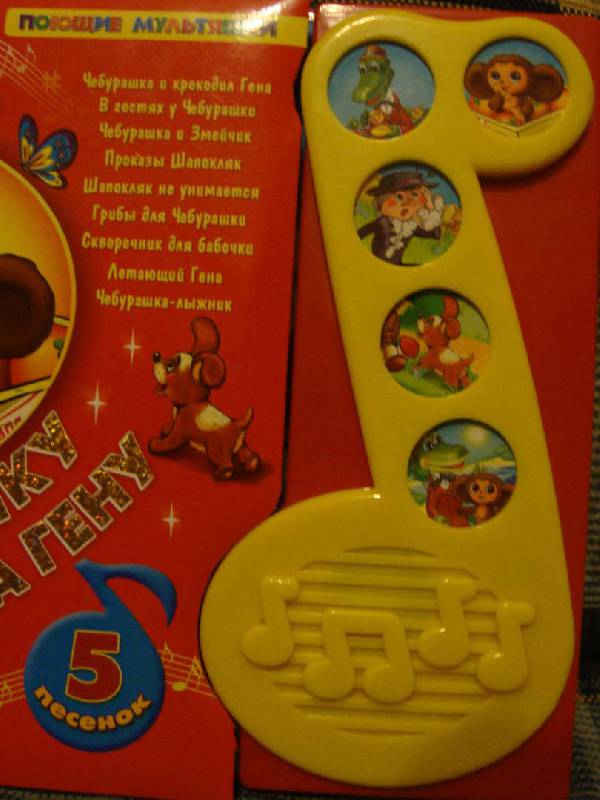 ПОЮЩИЕ МУЛЬТЯШКИ
Чебурашка и крокодил Гена
В гостях у Чебурашки
Чебурашка и Змейчик
Проказы Шапокляк
Шапокляк не унимается
Грибы для Чебурашки
Скворечник для бабочки
Летающий Гена
Чебурашка-лыжник
ГЕНУ
5
песенок